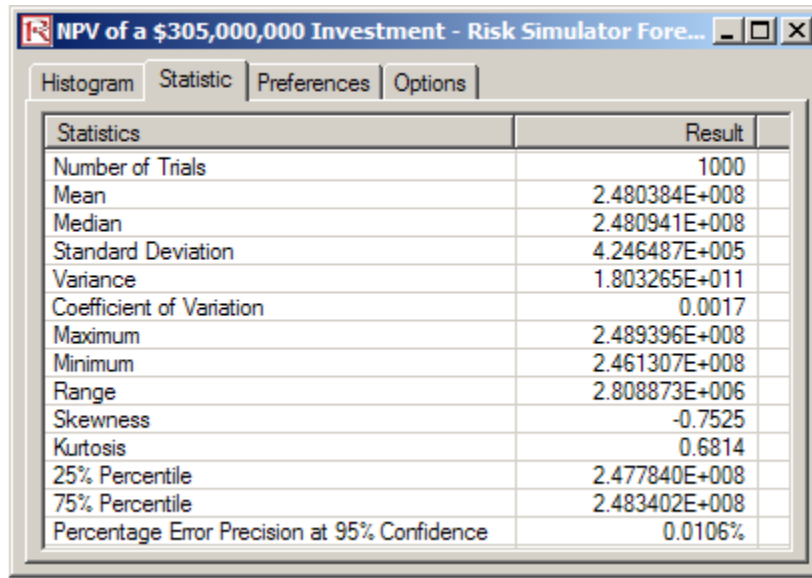 NPV of a $305,000,000 Investment - Risk Simulator Fore...
Histogram Statistic Preferences Options
Statistics Result
Number of Trials 1000
Mean 2.480384E+008
Median 2.480941E+008
Standard Deviation 4.246487E+005
Variance 1.803265E+011
Coefficient of Variation 0.0017
Maximum 2.489396E+008
Minimum 2.461307E+008
Range 2.808873E+006
Skewness -0.7525
Kurtosis 0.6814
25% Percentile 2.477840E+008
75% Percentile 2.483402E+008
Percentage Error Precision at 95% Confidence 0.0106%